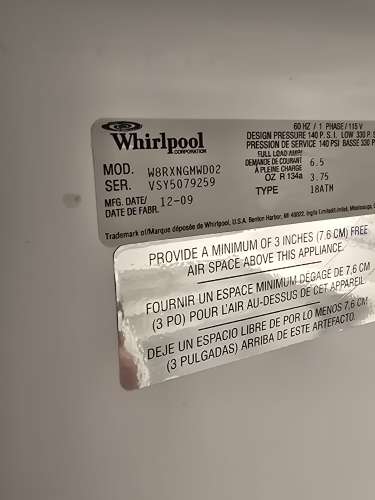 Whirlpool
CORPORATION
60 HZ / 1 PHASE / 115 V
DESIGN PRESSURE 140 P. S. I. LOW 330 P. S
PRESSION DE SERVICE 140 PSI BASSE 330 P
FULL LOAD AMPS
DEMANDE DE COURANT 6.5
À PLEINE CHARGE
OZ R 134a 3.75
TYPE 18ATM
MOD. W8RXNGMWD02
SER. VSY5079259
MFG. DATE/ 12-09
DATE DE FABR.
Trademark of/Marque déposée de Whirlpool, U.S.A. Benton Harbor, MI 49022, Inglis Limited/Limitée, Mississauga,
PROVIDE A MINIMUM OF 3 INCHES (7,6 CM) FREE
AIR SPACE ABOVE THIS APPLIANCE.
FOURNIR UN ESPACE MINIMUM DÉGAGÉ DE 7,6 CM
(3 PO) POUR L'AIR AU-DESSUS DE CET APPAREIL.
DEJE UN ESPACIO LIBRE DE POR LO MENOS 7,6 CM
(3 PULGADAS) ARRIBA DE ESTE ARTEFACTO.